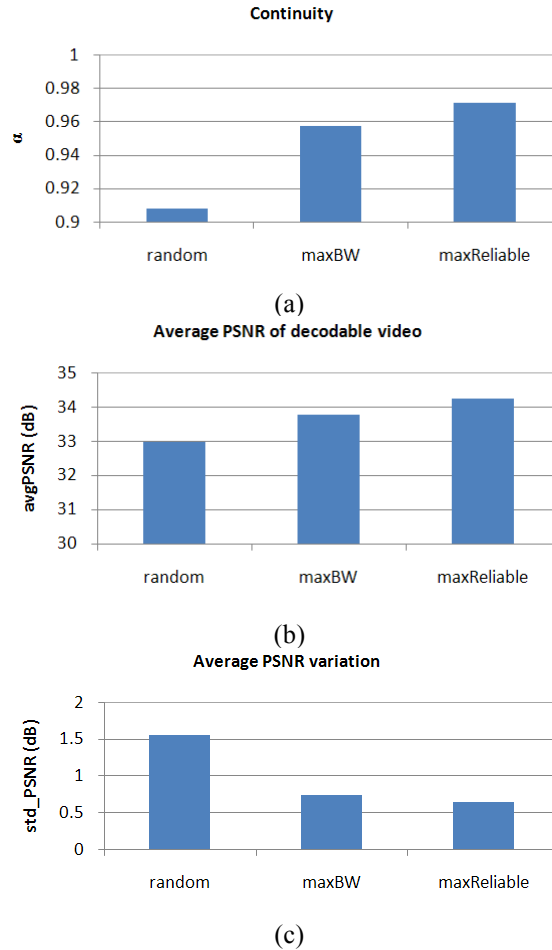 Continuity
1
0.98
0.96
0.94
0.92
0.9
α
random maxBW maxReliable
(a)
Average PSNR of decodable video
35
34
33
32
31
30
avgPSNR (dB)
random maxBW maxReliable
(b)
Average PSNR variation
2
1.5
1
0.5
0
std_PSNR (dB)
random maxBW maxReliable
(c)